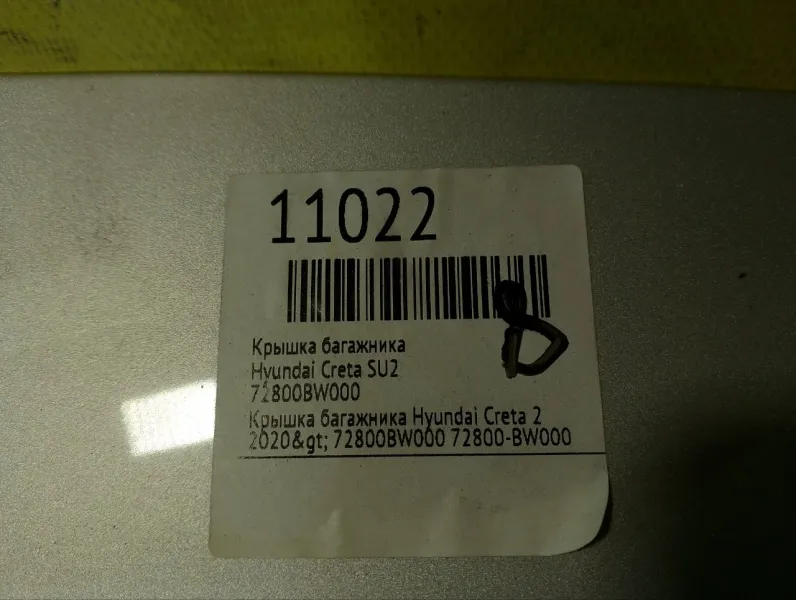 11022
Крышка багажника
Hyundai Creta SU2
72800BW000
Крышка багажника Hyundai Creta 2
2020&gt; 72800BW000 72800-BW000